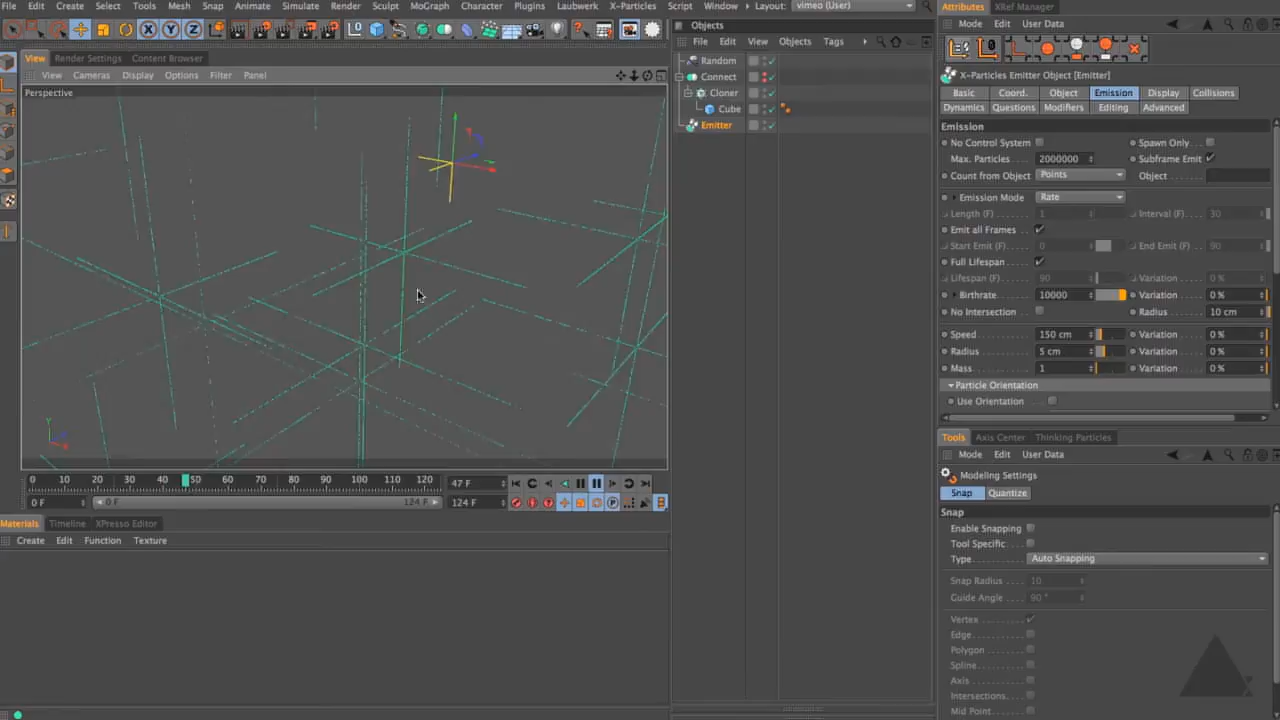 File Edit Create Select Tools Mesh Snap Animate Simulate Render Sculpt MoGraph Character Plugins Laubwerk X-Particles Script Window Layout: vimeo (User)
Attributes XRef Manager
Objects
Mode Edit User Data
File Edit View Objects Tags
View Render Settings Content Browser
View Cameras Display Options Filter Panel
Perspective
Random
Connect
Cloner
Cube
Emitter
X-Particles Emitter Object [Emitter]
Basic Coord. Object Emission Display Collisions
Dynamics Questions Modifiers Editing Advanced
Emission
No Control System Spawn Only
Max. Particles 2000000 Subframe Emit
Count from Object Points Object
Emission Mode Rate
Length (F) 1 Interval (F) 30
Emit all Frames
Start Emit (F) 0 End Emit (F) 90
Full Lifespan
Lifespan (F) 90 Variation 0 %
Birthrate 10000 Variation 0 %
No Intersection Radius 10 cm
Speed 150 cm Variation 0 %
Radius 5 cm Variation 0 %
Mass 1 Variation 0 %
Particle Orientation
Use Orientation
Y
0 10 20 30 40 50 60 70 80 90 100 110 120 47 F
0 F 0 F 124 F 124 F
Materials Timeline XPresso Editor
Create Edit Function Texture
Tools Axis Center Thinking Particles
Mode Edit User Data
Modeling Settings
Snap Quantize
Snap
Enable Snapping
Tool Specific
Type Auto Snapping
Snap Radius 10
Guide Angle 90 °
Vertex
Edge
Polygon
Spline
Axis
Intersections
Mid Point